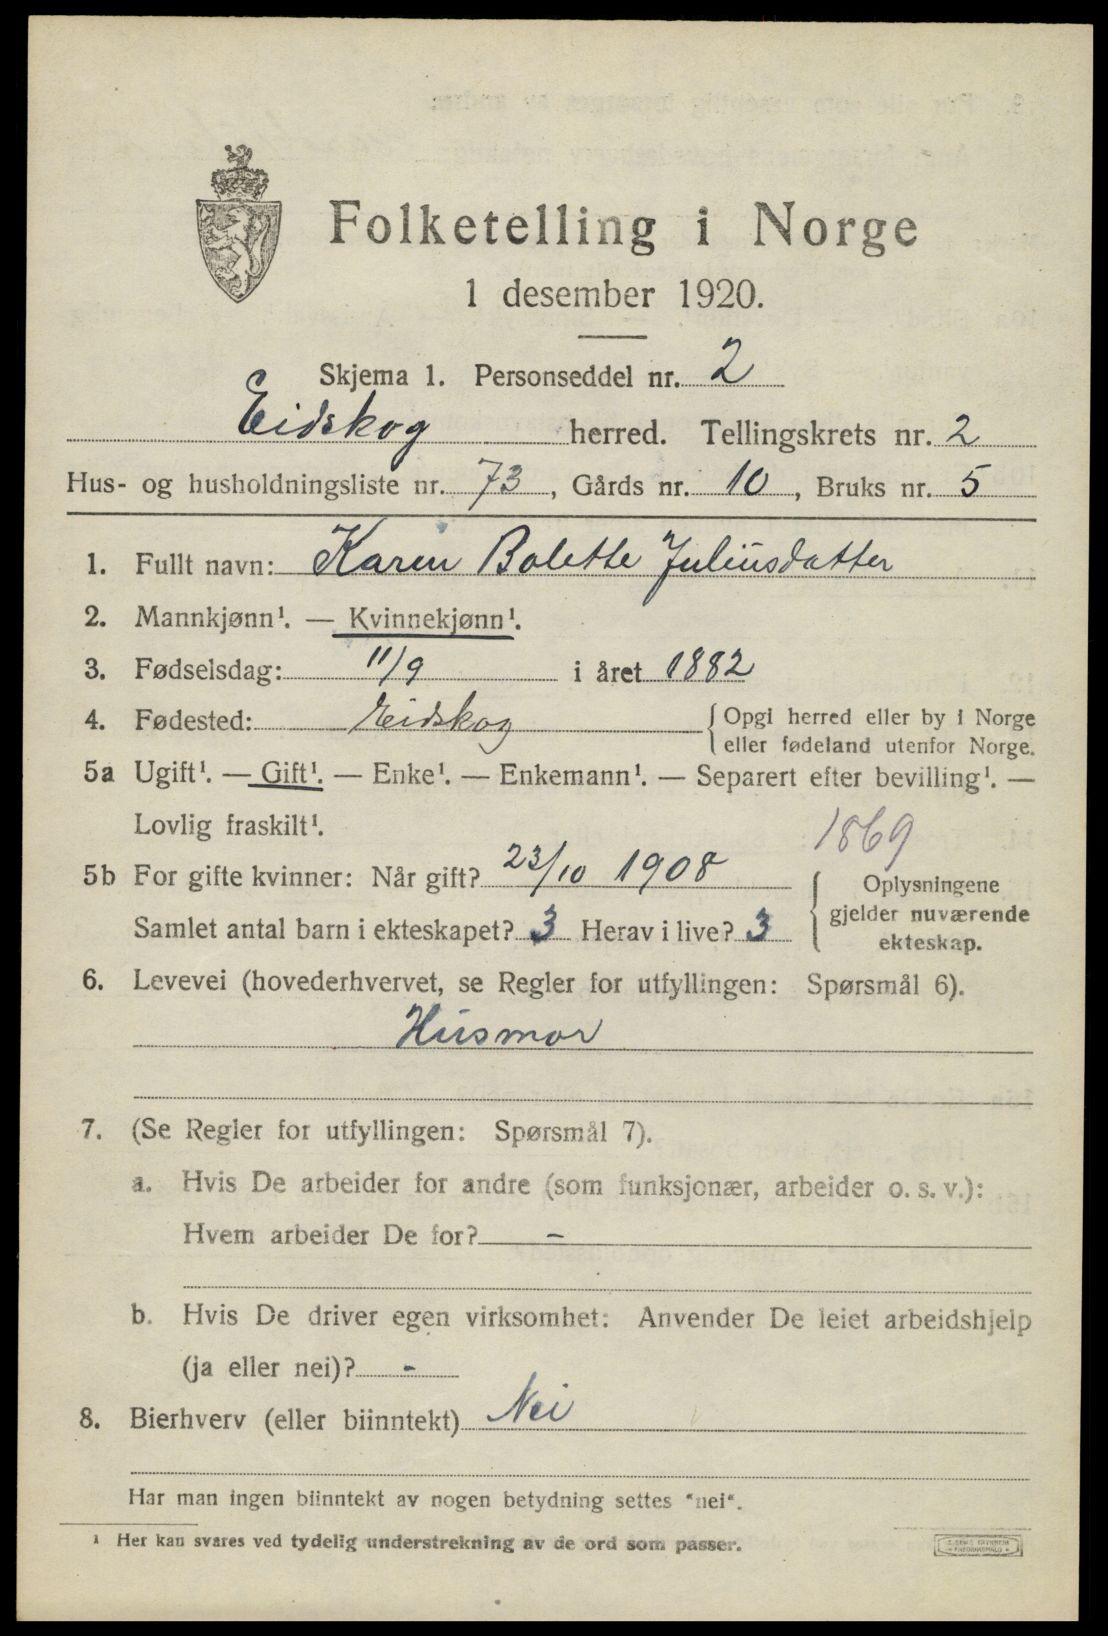 Folketelling i Norge
1 desember 1920.
Skjema 1. Personseddel nr. 2
Eidskog herred. Tellingskrets nr. 2
Hus- og husholdningsliste nr. 73, Gårds nr. 10, Bruks nr. 5
1. Fullt navn: Karen Bolette Juliusdatter
2. Mannkjønn¹. — Kvinnekjønn¹.
3. Fødselsdag: 11/9 i året 1882
4. Fødested: Eidskog { Opgi herred eller by i Norge
eller fødeland utenfor Norge.
5a Ugift¹. — Gift¹. — Enke¹. — Enkemann¹. — Separert efter bevilling¹. —
Lovlig fraskilt¹. 1869
5b For gifte kvinner: Når gift? 23/10 1908 { Oplysningene
gjelder nuværende
Samlet antal barn i ekteskapet? 3 Herav i live? 3 ekteskap.
6. Levevei (hovederhvervet, se Regler for utfyllingen: Spørsmål 6).
Husmor
7. (Se Regler for utfyllingen: Spørsmål 7).
a. Hvis De arbeider for andre (som funksjonær, arbeider o. s. v.):
Hvem arbeider De for? -
b. Hvis De driver egen virksomhet: Anvender De leiet arbeidshjelp
(ja eller nei)? -
8. Bierhverv (eller biinntekt) Nei
Har man ingen biinntekt av nogen betydning settes "nei".
¹ Her kan svares ved tydelig understrekning av de ord som passer.